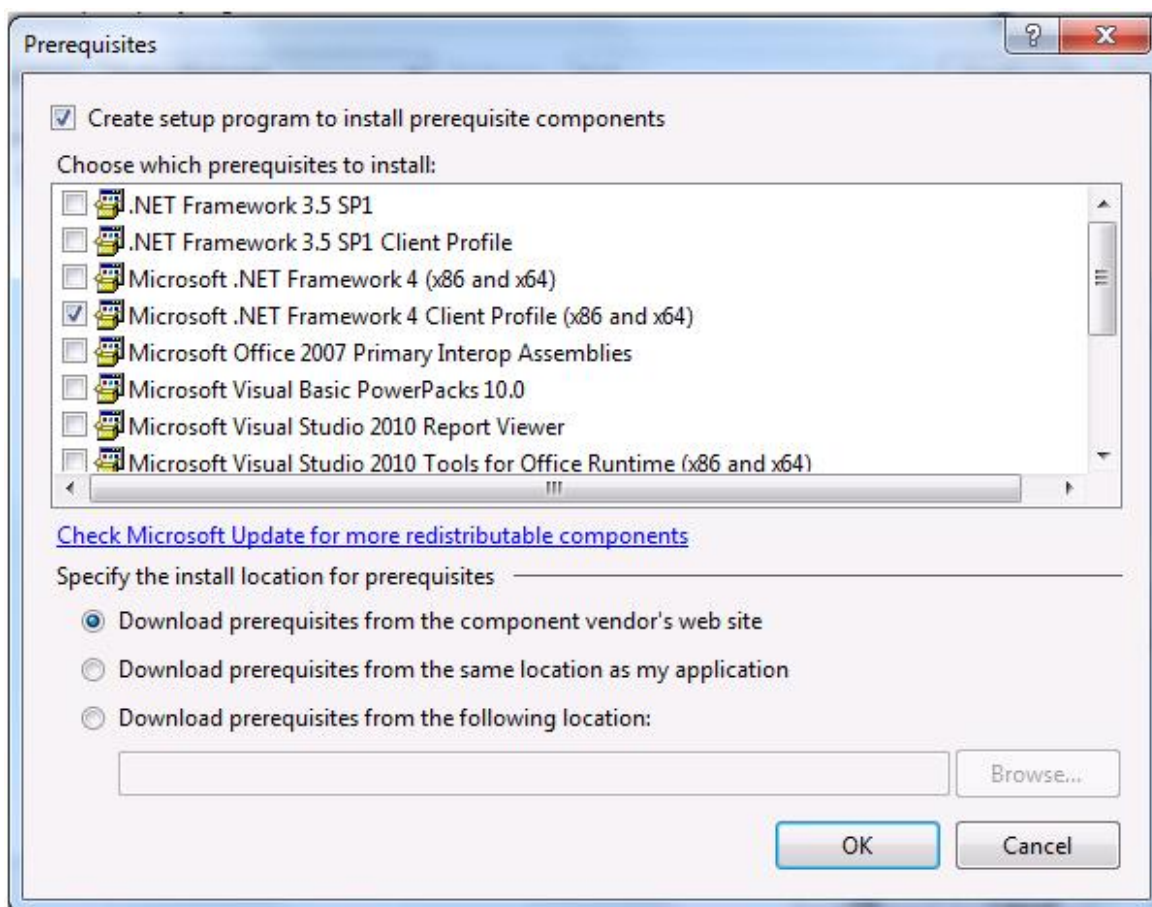 Prerequisites
Create setup program to install prerequisite components
Choose which prerequisites to install:
.NET Framework 3.5 SP1
.NET Framework 3.5 SP1 Client Profile
Microsoft .NET Framework 4 (x86 and x64)
Microsoft .NET Framework 4 Client Profile (x86 and x64)
Microsoft Office 2007 Primary Interop Assemblies
Microsoft Visual Basic PowerPacks 10.0
Microsoft Visual Studio 2010 Report Viewer
Microsoft Visual Studio 2010 Tools for Office Runtime (x86 and x64)
Check Microsoft Update for more redistributable components
Specify the install location for prerequisites
Download prerequisites from the component vendor's web site
Download prerequisites from the same location as my application
Download prerequisites from the following location:
Browse...
OK Cancel